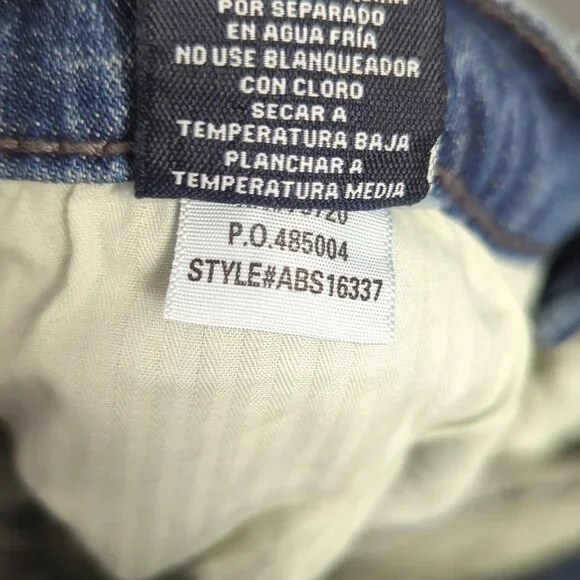 POR SEPARADO
EN AGUA FRÍA
NO USE BLANQUEADOR
CON CLORO
SECAR A
TEMPERATURA BAJA
PLANCHAR A
TEMPERATURA MEDIA
P.O.485004
STYLE#ABS16337